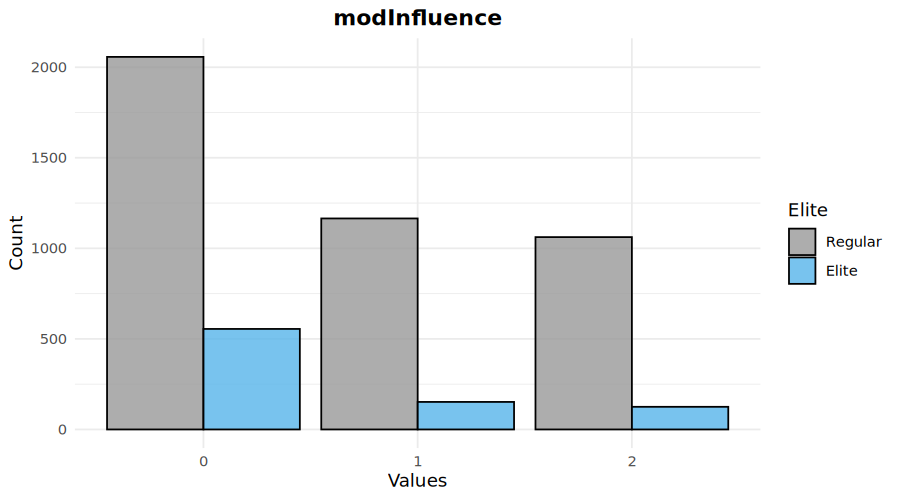 modInfluence
2000
1500
1000
500
0
Count
0 1 2
Values
Elite
Regular
Elite